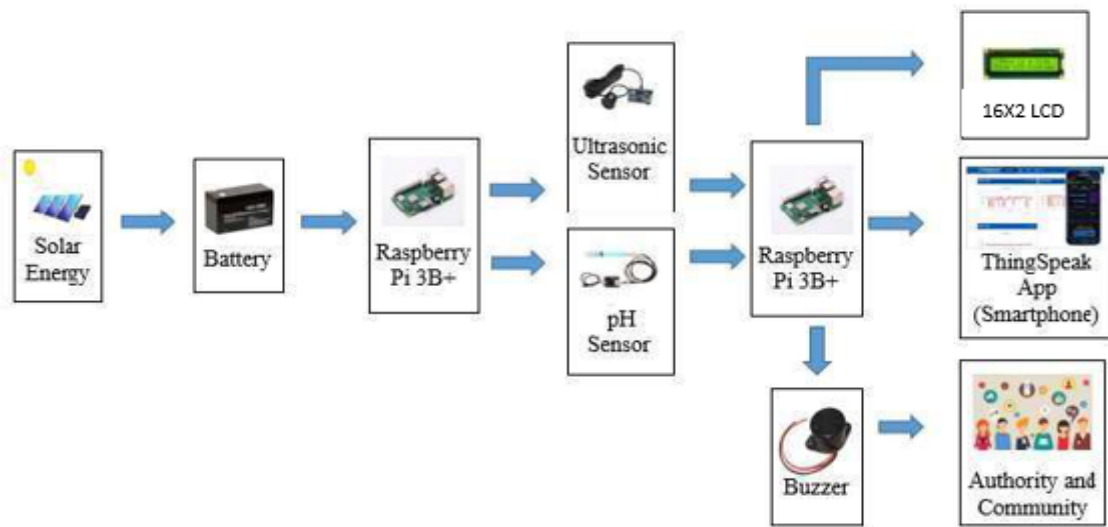 Solar
Energy
Battery
Raspberry
Pi 3B+
Ultrasonic
Sensor
pH
Sensor
Raspberry
Pi 3B+
16X2 LCD
ThingSpeak
App
(Smartphone)
Buzzer
Authority and
Community